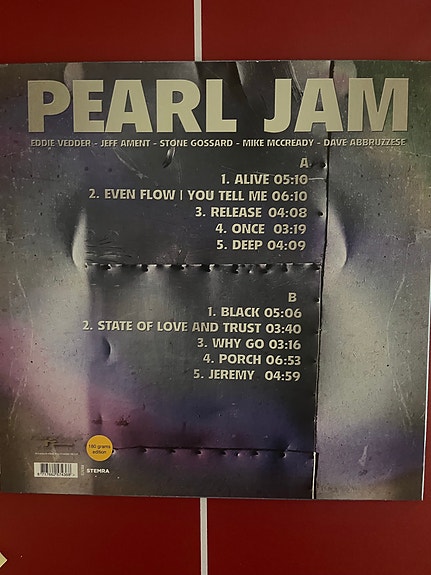 PEARL JAM
EDDIE VEDDER - JEFF AMENT - STONE GOSSARD - MIKE MCCREADY - DAVE ABBRUZZESE
A
1. ALIVE 05:10
2. EVEN FLOW | YOU TELL ME 06:10
3. RELEASE 04:08
4. ONCE 03:19
5. DEEP 04:09
B
1. BLACK 05:06
2. STATE OF LOVE AND TRUST 03:40
3. WHY GO 03:16
4. PORCH 06:53
5. JEREMY 04:59
180 grams
edition
STEMRA